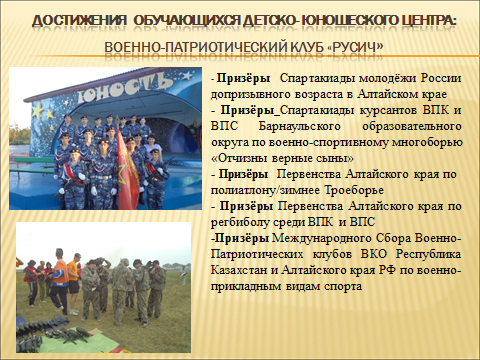 ДОСТИЖЕНИЯ ОБУЧАЮЩИХСЯ ДЕТСКО- ЮНОШЕСКОГО ЦЕНТРА:
ВОЕННО-ПАТРИОТИЧЕСКИЙ КЛУБ «РУСИЧ»
ЮНОСТЬ
- Призёры Спартакиады молодёжи России
допризывного возраста в Алтайском крае
- Призёры_Спартакиады курсантов ВПК и
ВПС Барнаульского образовательного
округа по военно-спортивному многоборью
«Отчизны верные сыны»
- Призёры Первенства Алтайского края по
полиатлону/зимнее Троеборье
- Призёры Первенства Алтайского края по
регбиболу среди ВПК и ВПС
-Призёры Международного Сбора Военно-
Патриотических клубов ВКО Республика
Казахстан и Алтайского края РФ по военно-
прикладным видам спорта